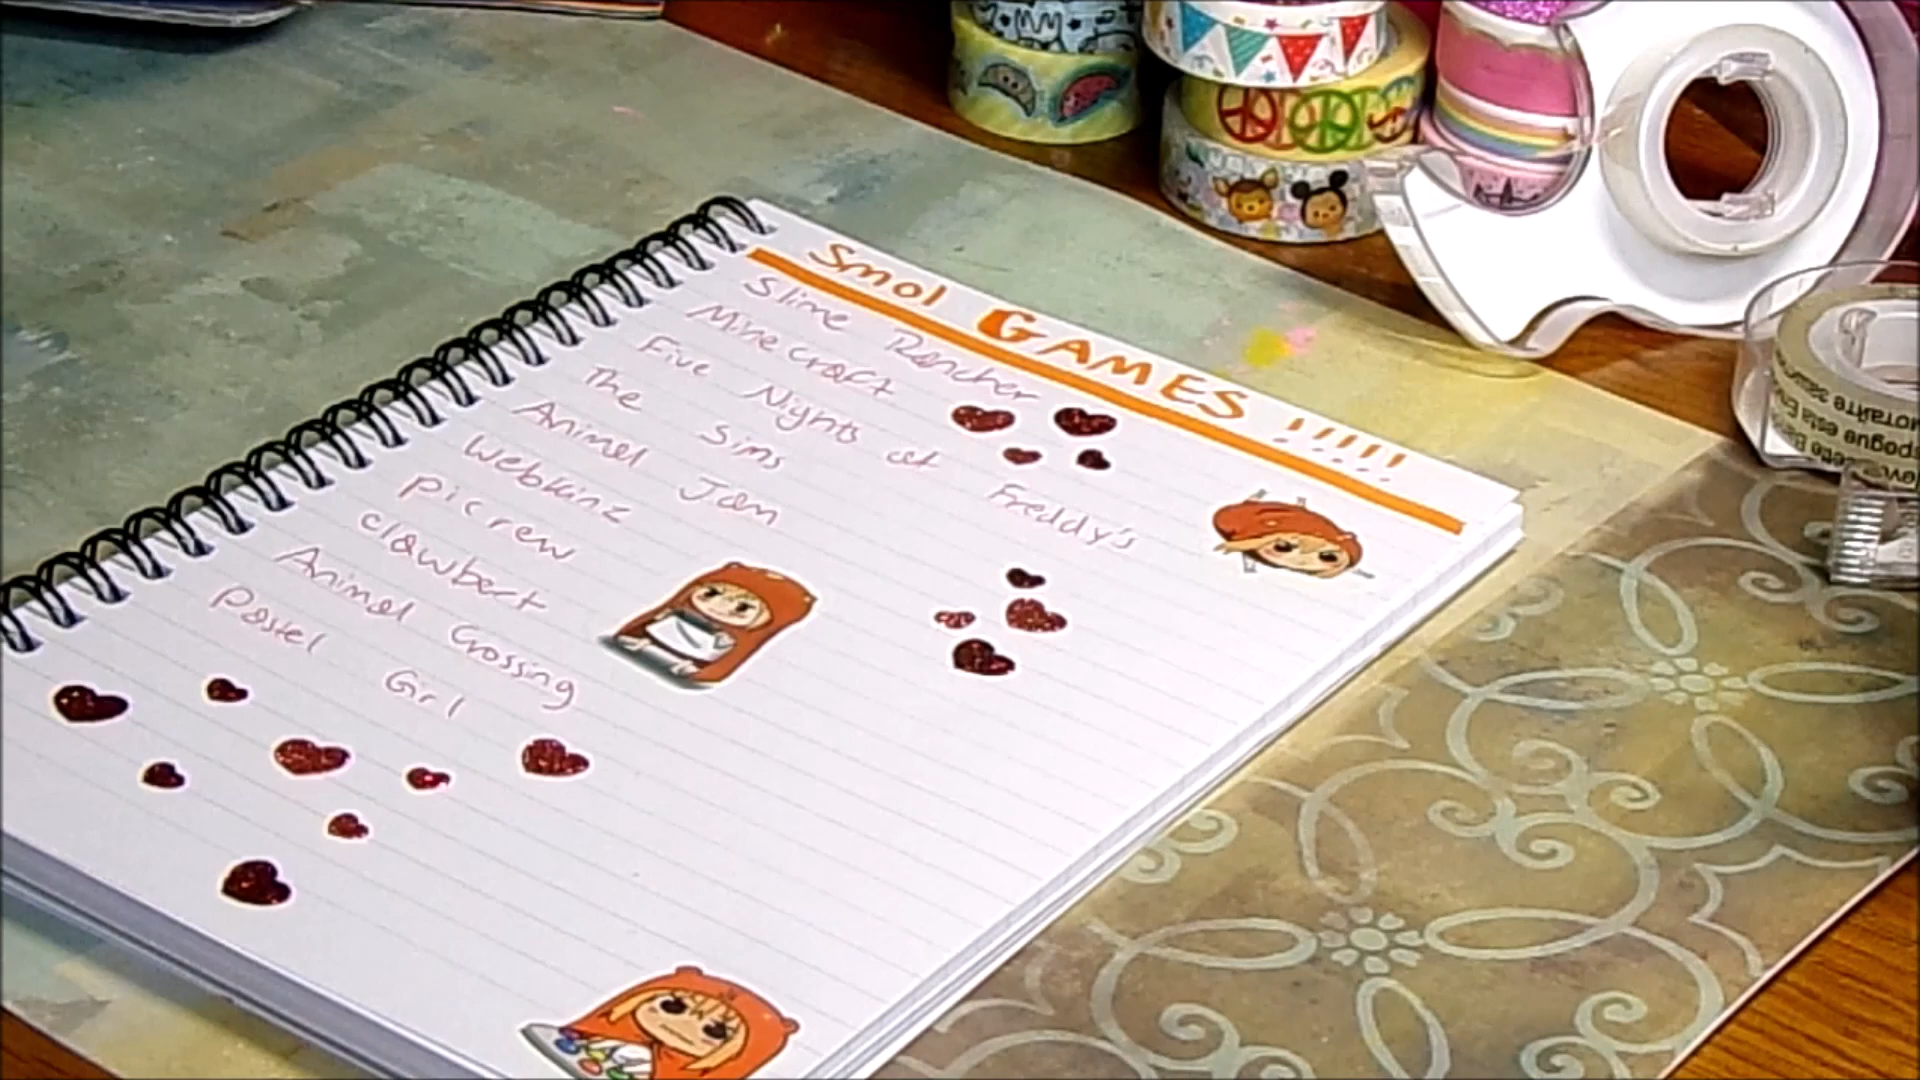 Smol GAMES !!!!!
Slime Rancher
Minecraft
Five Nights at Freddy's
The Sims
Animal Jam
Webkinz
picrew
clawbert
Animal Crossing
Pastel Girl